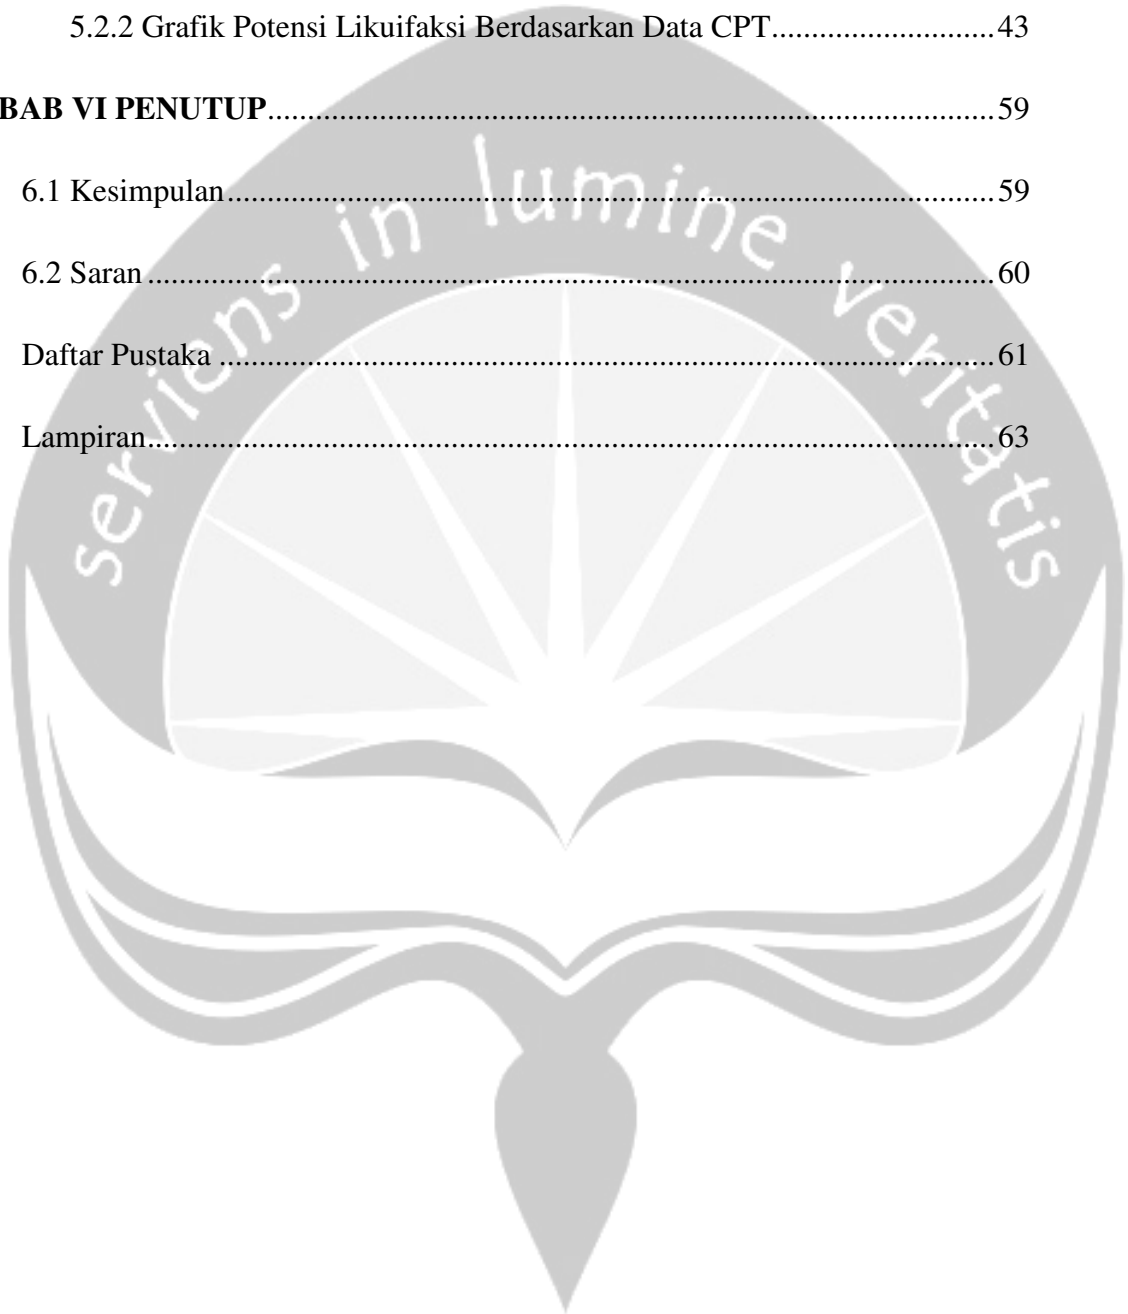 5.2.2 Grafik Potensi Likuifaksi Berdasarkan Data CPT............................43
BAB VI PENUTUP...........................................................................................59
6.1 Kesimpulan................................................................................................59
6.2 Saran..........................................................................................................60
Daftar Pustaka.................................................................................................61
Lampiran..........................................................................................................63
serviens in lumine veritatis